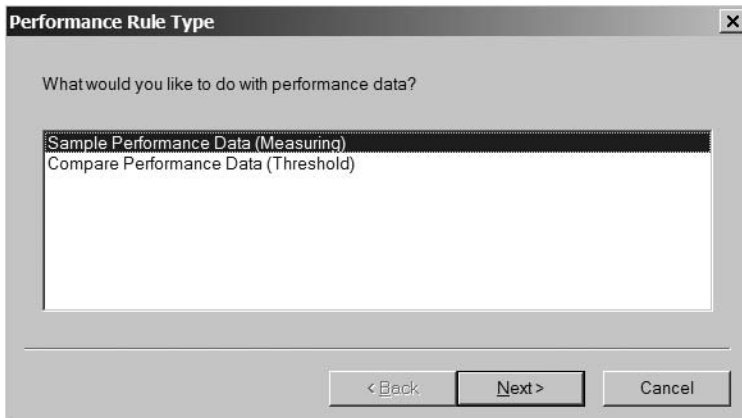 Performance Rule Type
What would you like to do with performance data?
Sample Performance Data (Measuring)
Compare Performance Data (Threshold)
< Back
Next >
Cancel